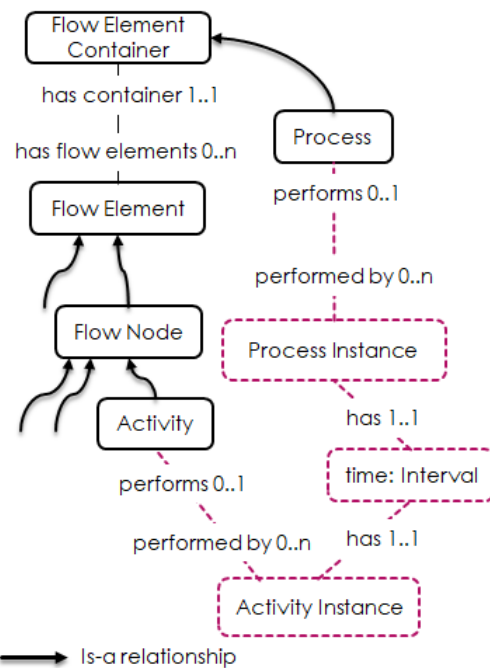 Flow Element
Container
has container 1..1
Process
has flow elements 0..n
performs 0..1
Flow Element
performed by 0..n
Flow Node
Process Instance
Activity
has 1..1
performs 0..1
time: Interval
performed by 0..n
has 1..1
Activity Instance
Is-a relationship